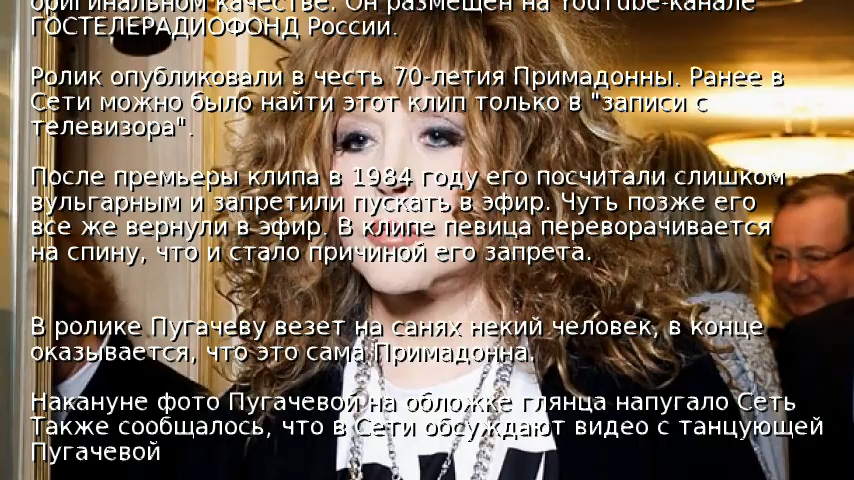 оригинальном качестве. Он размещен на YouTube-канале
ГОСТЕЛЕРАДИОФОНД России.
Ролик опубликовали в честь 70-летия Примадонны. Ранее в
Сети можно было найти этот клип только в "записи с
телевизора".
После премьеры клипа в 1984 году его посчитали слишком
вульгарным и запретили пускать в эфир. Чуть позже его
все же вернули в эфир. В клипе певица переворачивается
на спину, что и стало причиной его запрета.
В ролике Пугачеву везет на санях некий человек, в конце
оказывается, что это сама Примадонна.
Накануне фото Пугачевой на обложке глянца напугало Сеть
Также сообщалось, что в Сети обсуждают видео с танцующей
Пугачевой